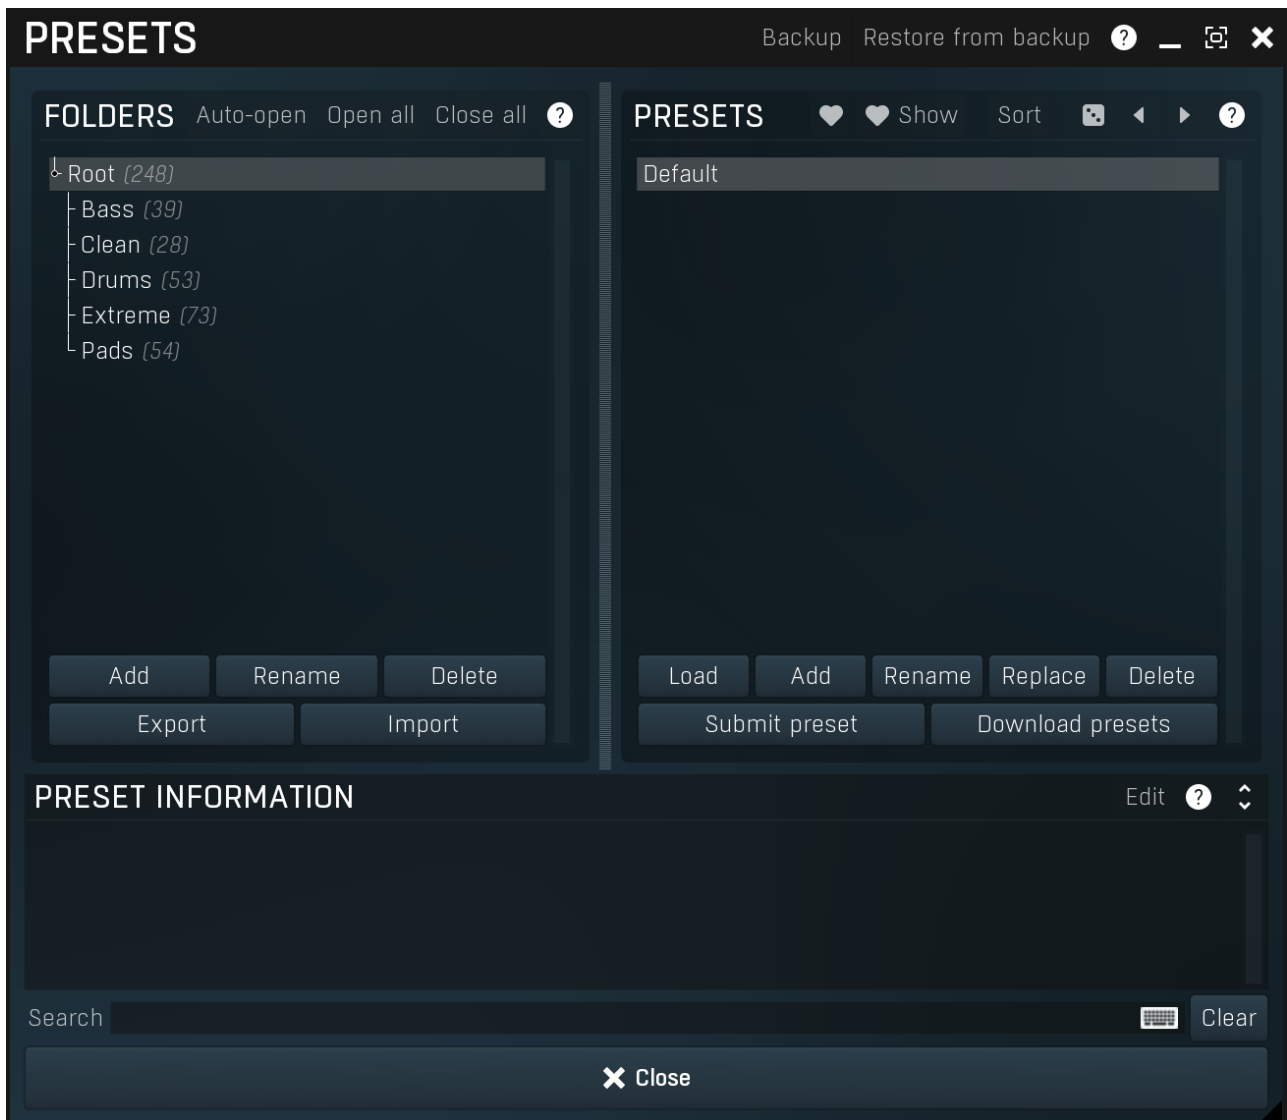 PRESETS Backup Restore from backup ?
FOLDERS Auto-open Open all Close all ?
Root (248)
Bass (39)
Clean (28)
Drums (53)
Extreme (73)
Pads (54)
Add Rename Delete
Export Import
PRESETS Show Sort ?
Default
Load Add Rename Replace Delete
Submit preset Download presets
PRESET INFORMATION Edit ?
Search Clear
Close